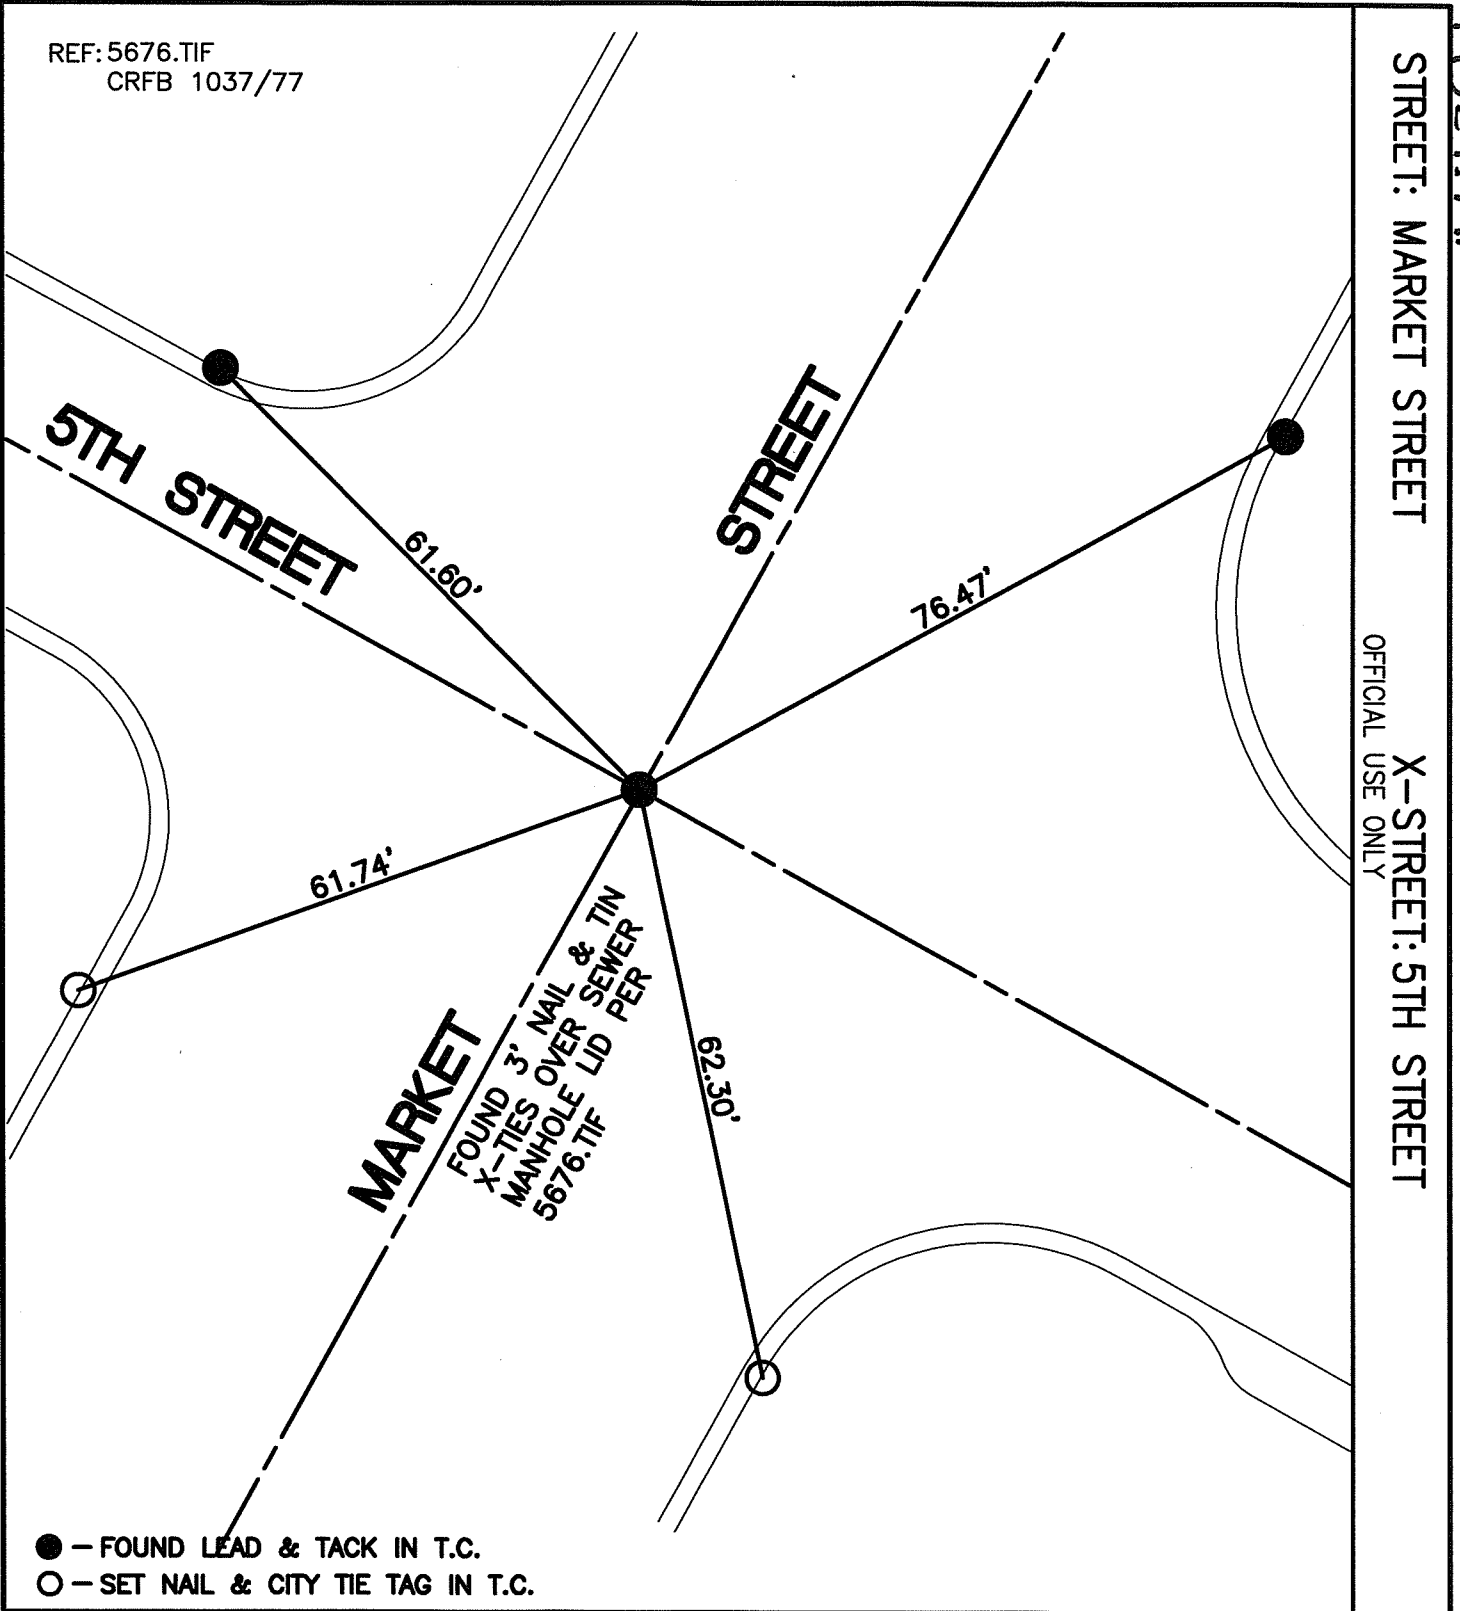 REF: 5676.TIF
CRFB 1037/77
5TH STREET
61.60'
STREET
76.47'
61.74'
MARKET
FOUND 3' NAIL & TIN
X-TIES OVER SEWER
MANHOLE LID PER
5676.TIF
62.30'
- FOUND LEAD & TACK IN T.C.
- SET NAIL & CITY TIE TAG IN T.C.
STREET: MARKET STREET X-STREET: 5TH STREET
OFFICIAL USE ONLY